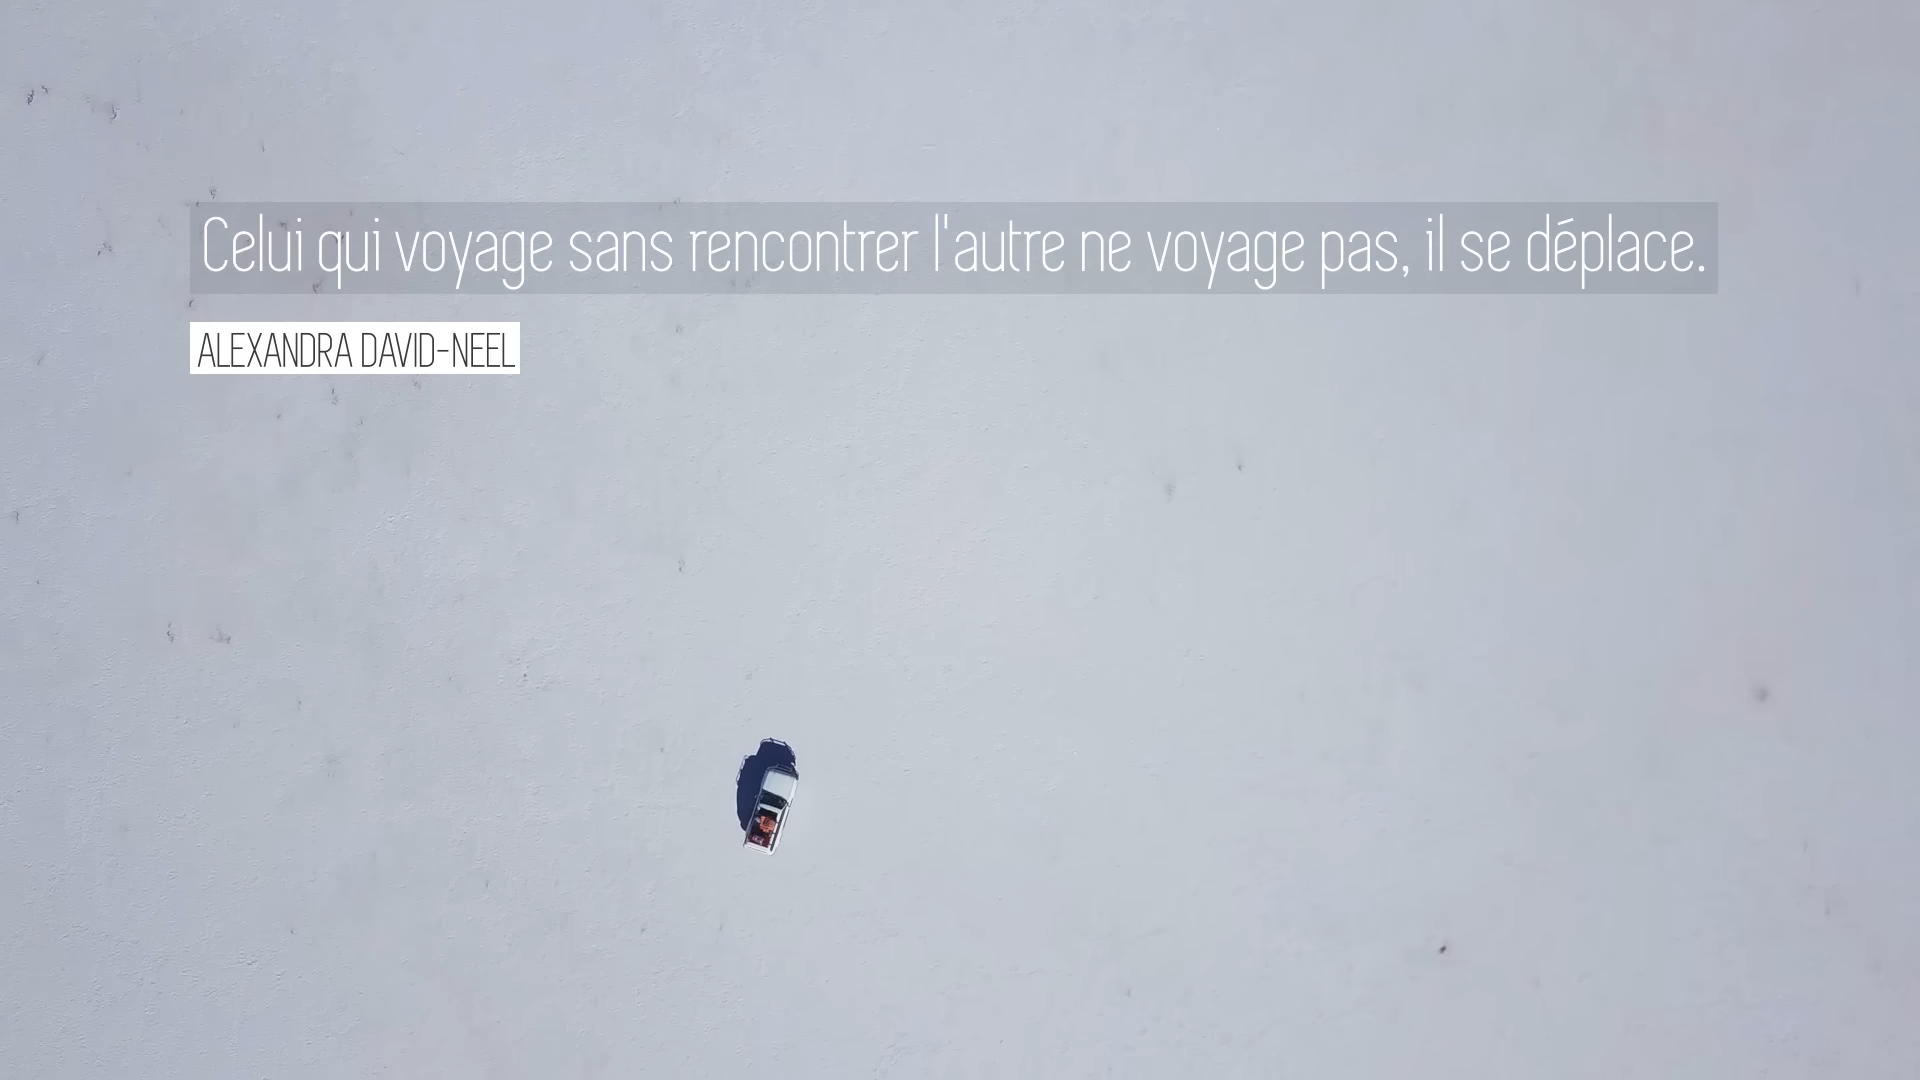 Celui qui voyage sans rencontrer l'autre ne voyage pas, il se déplace.
ALEXANDRA DAVID-NEEL